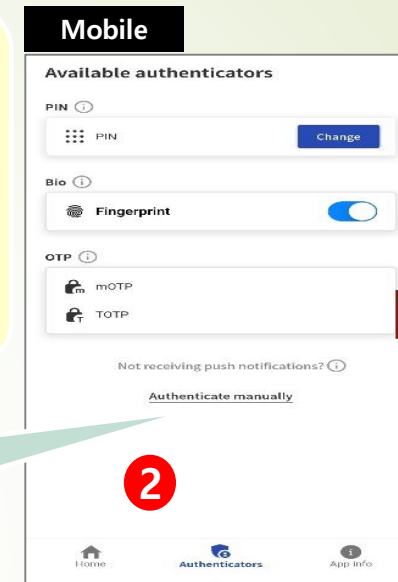 Mobile
Available authenticators
PIN
PIN
Change
Bio
Fingerprint
OTP
mOTP
TOTP
Not receiving push notifications?
Authenticate manually
2
Home Authenticators App Info